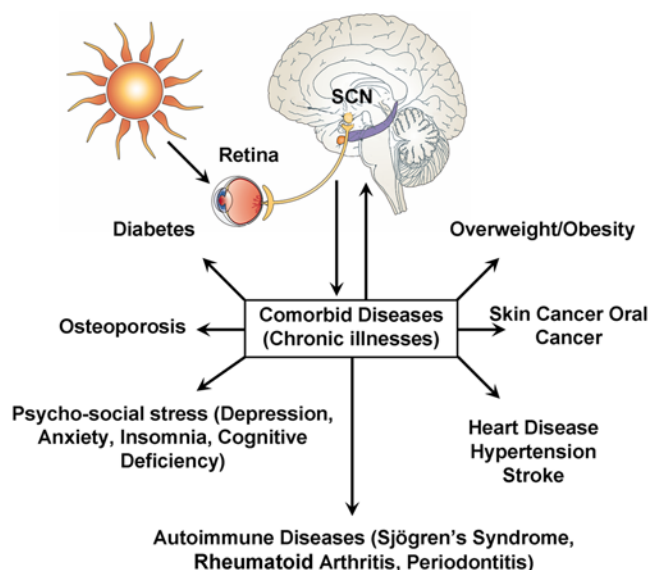 SCN
Retina
Diabetes
Overweight/Obesity
Comorbid Diseases
(Chronic illnesses)
Osteoporosis
Skin Cancer Oral
Cancer
Psycho-social stress (Depression,
Anxiety, Insomnia, Cognitive
Deficiency)
Heart Disease
Hypertension
Stroke
Autoimmune Diseases (Sjögren's Syndrome,
Rheumatoid Arthritis, Periodontitis)